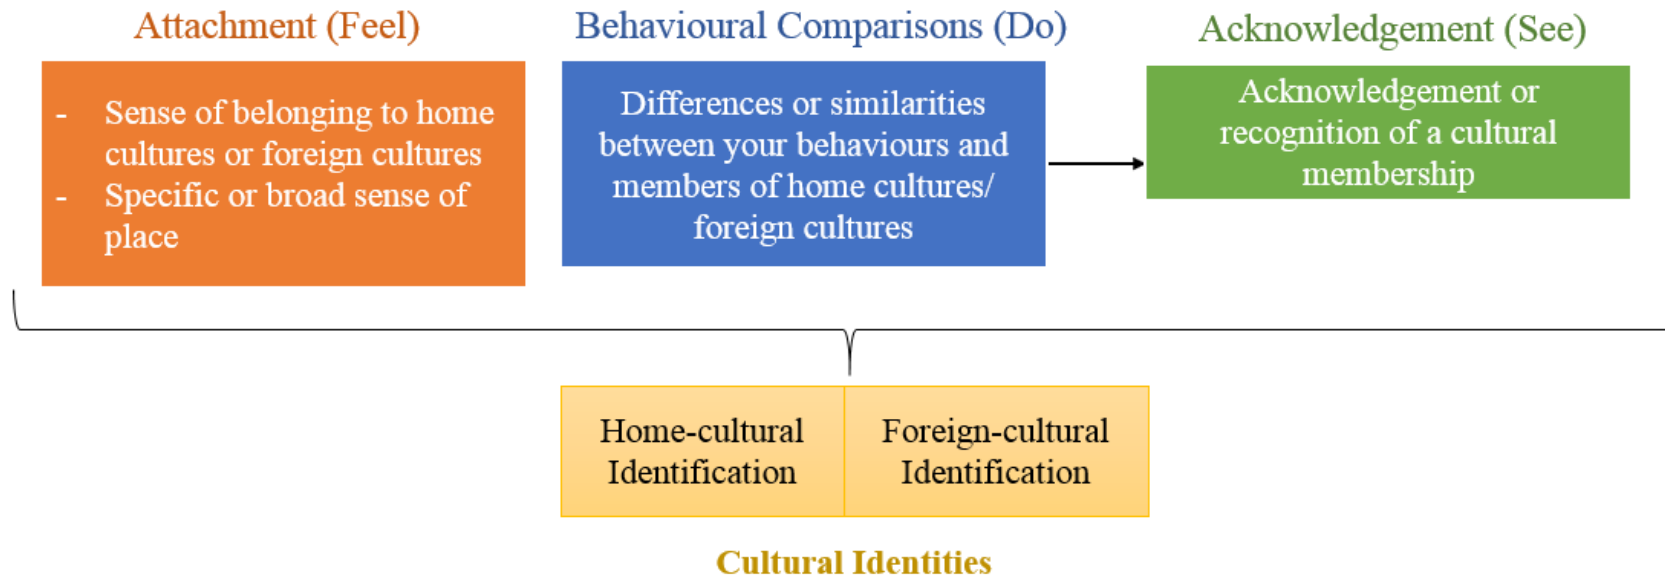 Attachment (Feel)
- Sense of belonging to home
cultures or foreign cultures
- Specific or broad sense of
place
Behavioural Comparisons (Do)
Differences or similarities
between your behaviours and
members of home cultures/
foreign cultures
Acknowledgement (See)
Acknowledgement or
recognition of a cultural
membership
Home-cultural
Identification
Foreign-cultural
Identification
Cultural Identities